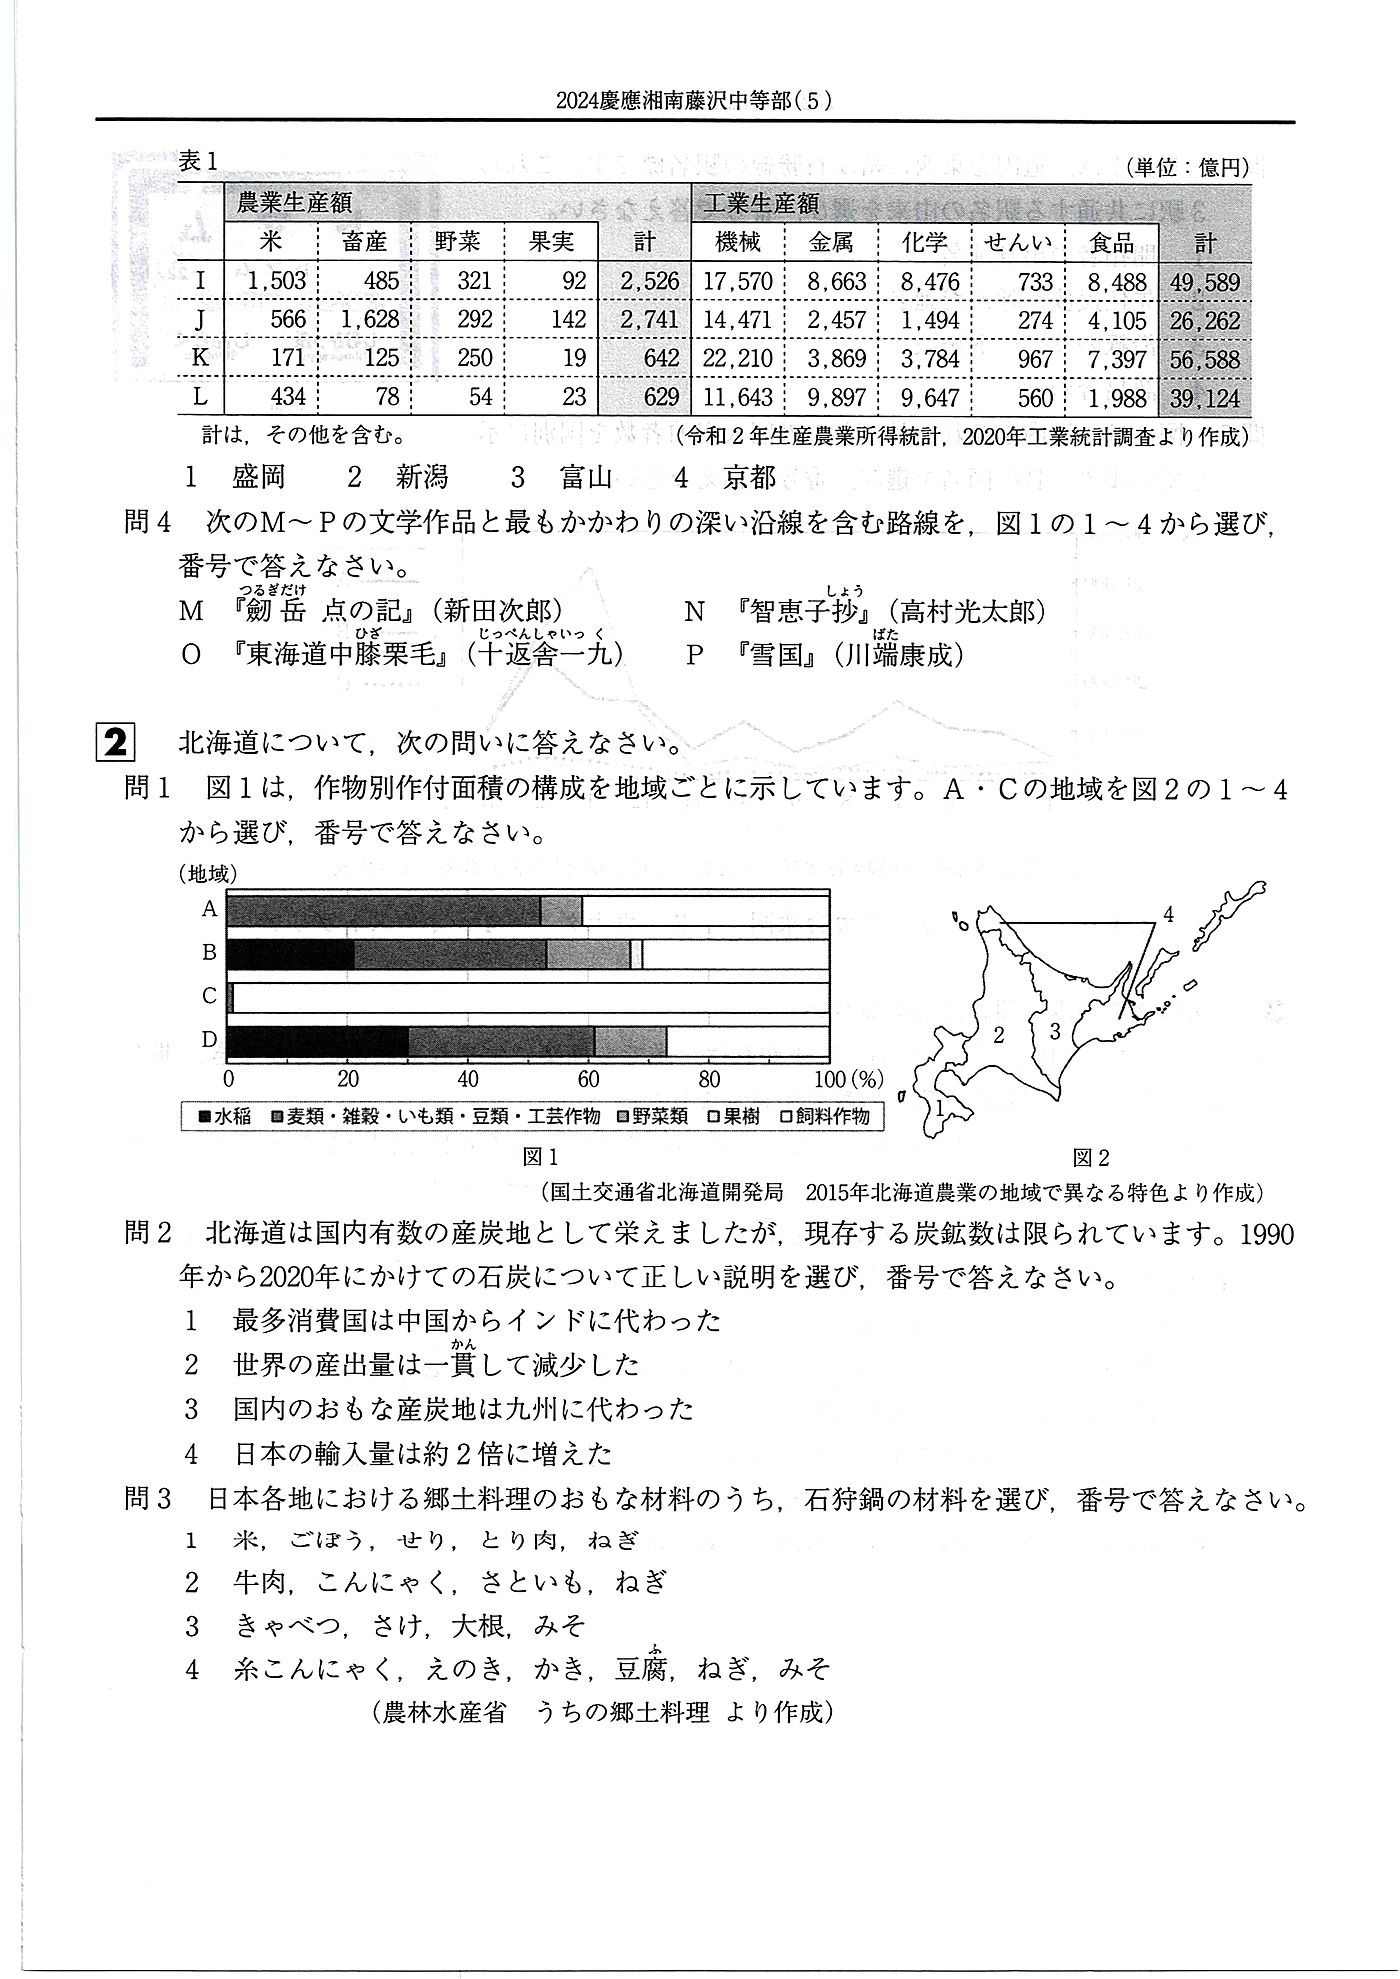 2024慶應湘南藤沢中等部(5)
表1
(単位：億円)
農業生産額 工業生産額
米 畜産 野菜 果実 計 機械 金属 化学 せんい 食品 計
I 1,503 485 321 92 2,526 17,570 8,663 8,476 733 8,488 49,589
J 566 1,628 292 142 2,741 14,471 2,457 1,494 274 4,105 26,262
K 171 125 250 19 642 22,210 3,869 3,784 967 7,397 56,588
L 434 78 54 23 629 11,643 9,897 9,647 560 1,988 39,124
計は，その他を含む。 (令和2年生産農業所得統計，2020年工業統計調査より作成)
1 盛岡 2 新潟 3 富山 4 京都
問4 次のM～Pの文学作品と最もかかわりの深い沿線を含む路線を，図1の1～4から選び，
番号で答えなさい。
つるぎだけ しょう
M 『劒岳 点の記』(新田次郎) N 『智恵子抄』(高村光太郎)
ひざ じっぺんしゃいっく ばた
O 『東海道中膝栗毛』(十返舎一九) P 『雪国』(川端康成)
2 北海道について，次の問いに答えなさい。
問1 図1は，作物別作付面積の構成を地域ごとに示しています。A・Cの地域を図2の1～4
から選び，番号で答えなさい。
(地域)
A
B
C
D
0 20 40 60 80 100(%)
■水稲 ■麦類・雑穀・いも類・豆類・工芸作物 ■野菜類 □果樹 □飼料作物
図1
4
2
3
1
図2
(国土交通省北海道開発局 2015年北海道農業の地域で異なる特色より作成)
問2 北海道は国内有数の産炭地として栄えましたが，現存する炭鉱数は限られています。1990
年から2020年にかけての石炭について正しい説明を選び，番号で答えなさい。
1 最多消費国は中国からインドに代わった
かん
2 世界の産出量は一貫して減少した
3 国内のおもな産炭地は九州に代わった
4 日本の輸入量は約2倍に増えた
問3 日本各地における郷土料理のおもな材料のうち，石狩鍋の材料を選び，番号で答えなさい。
1 米，ごぼう，せり，とり肉，ねぎ
2 牛肉，こんにゃく，さといも，ねぎ
3 きゃべつ，さけ，大根，みそ
ふ
4 糸こんにゃく，えのき，かき，豆腐，ねぎ，みそ
(農林水産省 うちの郷土料理 より作成)